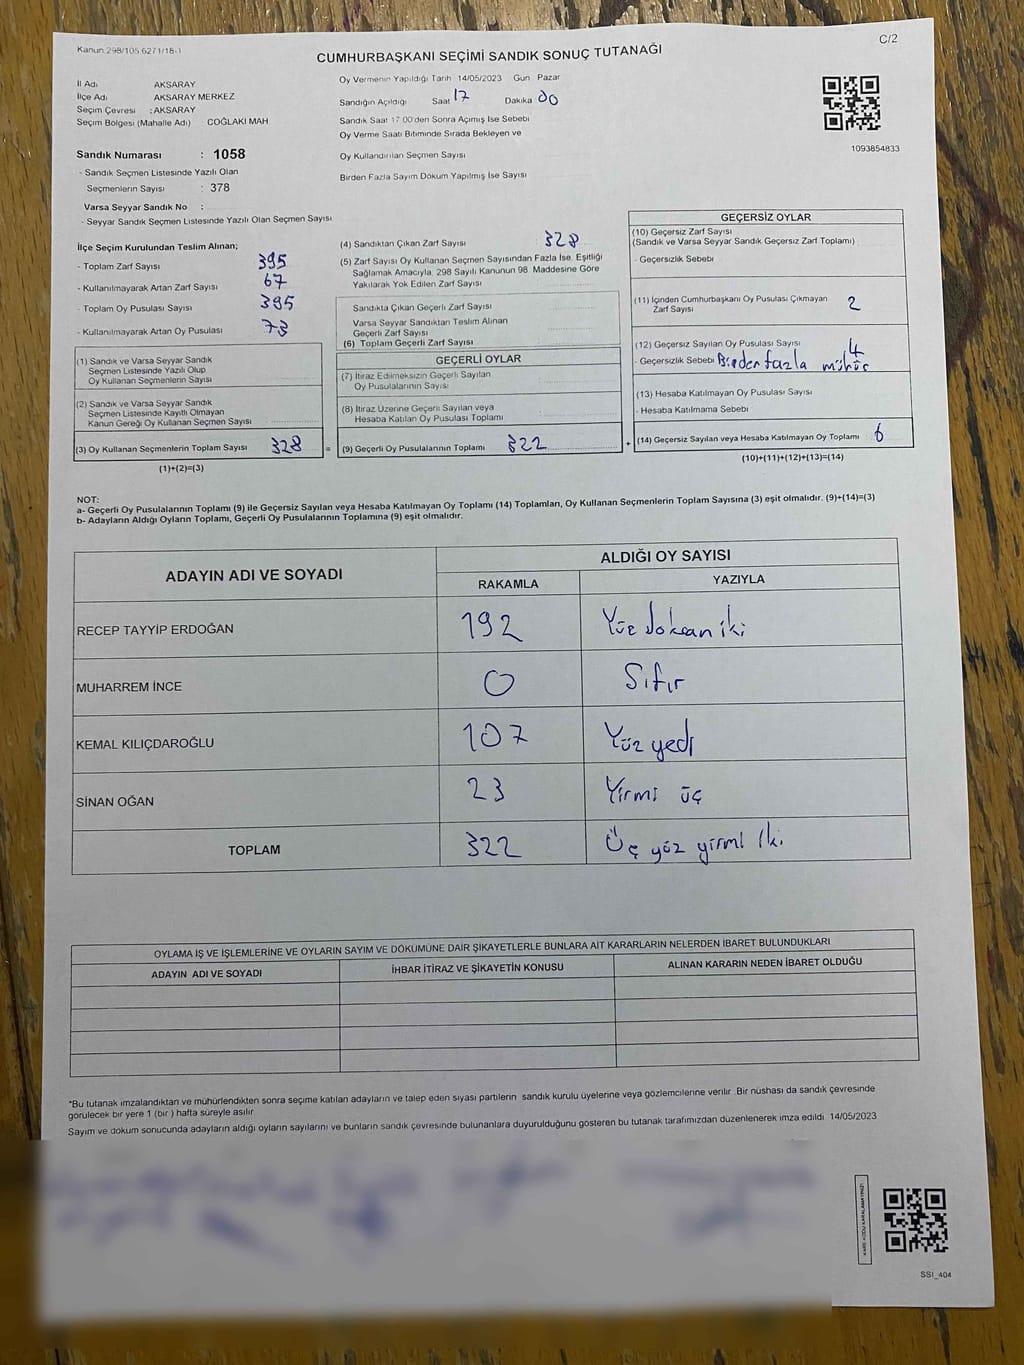 Kanun 298/105 6271/18-1
C/2
CUMHURBAŞKANI SEÇİMİ SANDIK SONUÇ TUTANAĞI
İl Adı AKSARAY
İlçe Adı AKSARAY MERKEZ
Seçim Çevresi : AKSARAY
Seçim Bölgesi (Mahalle Adı) COĞLAKI MAH
Oy Vermenin Yapıldığı Tarih 14/05/2023 Gün Pazar
Sandığın Açıldığı Saat 17 Dakika 00
Sandık Saat 17 00'den Sonra Açımış İse Sebebi
Oy Verme Saati Bitiminde Sırada Bekleyen ve
Oy Kullandırılan Seçmen Sayısı
Birden Fazla Sayım Döküm Yapılmış İse Sayısı
1093854833
Sandık Numarası : 1058
- Sandık Seçmen Listesinde Yazılı Olan
Seçmenlerin Sayısı : 378
Varsa Seyyar Sandık No :
- Seyyar Sandık Seçmen Listesinde Yazılı Olan Seçmen Sayısı
İlçe Seçim Kurulundan Teslim Alınan;
- Toplam Zarf Sayısı 395
- Kullanılmayarak Artan Zarf Sayısı 67
- Toplam Oy Pusulası Sayısı 395
- Kullanılmayarak Artan Oy Pusulası 73
(1) Sandık ve Varsa Seyyar Sandık
Seçmen Listesinde Yazılı Olup
Oy Kullanan Seçmenlerin Sayısı
(2) Sandık ve Varsa Seyyar Sandık
Seçmen Listesinde Kayıtlı Olmayan
Kanun Gereği Oy Kullanan Seçmen Sayısı
(3) Oy Kullanan Seçmenlerin Toplam Sayısı 328
(1)+(2)=(3)
(4) Sandıktan Çıkan Zarf Sayısı 328
(5) Zarf Sayısı Oy Kullanan Seçmen Sayısından Fazla İse, Eşitliği
Sağlamak Amacıyla, 298 Sayılı Kanunun 98. Maddesine Göre
Yakılarak Yok Edilen Zarf Sayısı
Sandıkta Çıkan Geçerli Zarf Sayısı
Varsa Seyyar Sandıktan Teslim Alınan
Geçerli Zarf Sayısı
(6) Toplam Geçerli Zarf Sayısı
GEÇERLİ OYLAR
(7) İtiraz Edilmeksizin Geçerli Sayılan
Oy Pusulalarının Sayısı
(8) İtiraz Üzerine Geçerli Sayılan veya
Hesaba Katılan Oy Pusulası Toplamı
= (9) Geçerli Oy Pusulalarının Toplamı 322 +
GEÇERSİZ OYLAR
(10) Geçersiz Zarf Sayısı
(Sandık ve Varsa Seyyar Sandık Geçersiz Zarf Toplamı)
- Geçersizlik Sebebi
(11) İçinden Cumhurbaşkanı Oy Pusulası Çıkmayan
Zarf Sayısı 2
(12) Geçersiz Sayılan Oy Pusulası Sayısı 4
- Geçersizlik Sebebi Birden fazla mühür
(13) Hesaba Katılmayan Oy Pusulası Sayısı
- Hesaba Katılmama Sebebi
(14) Geçersiz Sayılan veya Hesaba Katılmayan Oy Toplamı 6
(10)+(11)+(12)+(13)=(14)
NOT:
a- Geçerli Oy Pusulalarının Toplamı (9) ile Geçersiz Sayılan veya Hesaba Katılmayan Oy Toplamı (14) Toplamları, Oy Kullanan Seçmenlerin Toplam Sayısına (3) eşit olmalıdır. (9)+(14)=(3)
b- Adayların Aldığı Oyların Toplamı, Geçerli Oy Pusulalarının Toplamına (9) eşit olmalıdır.
ADAYIN ADI VE SOYADI
ALDIĞI OY SAYISI
RAKAMLA YAZIYLA
RECEP TAYYİP ERDOĞAN 192 Yüz doksan iki
MUHARREM İNCE 0 Sıfır
KEMAL KILIÇDAROĞLU 107 Yüz yedi
SİNAN OĞAN 23 Yirmi üç
TOPLAM 322 Üç yüz yirmi iki
OYLAMA İŞ VE İŞLEMLERİNE VE OYLARIN SAYIM VE DÖKÜMÜNE DAİR ŞİKAYETLERLE BUNLARA AİT KARARLARIN NELERDEN İBARET BULUNDUKLARI
ADAYIN ADI VE SOYADI İHBAR İTİRAZ VE ŞİKAYETİN KONUSU ALINAN KARARIN NEDEN İBARET OLDUĞU
*Bu tutanak imzalandıktan ve mühürlendikten sonra seçime katılan adayların ve talep eden siyasi partilerin sandık kurulu üyelerine veya gözlemcilerine verilir. Bir nüshası da sandık çevresinde
görülecek bir yere 1 (bir ) hafta süreyle asılır
Sayım ve döküm sonucunda adayların aldığı oyların sayılarını ve bunların sandık çevresinde bulunanlara duyurulduğunu gösteren bu tutanak tarafımızdan düzenlenerek imza edildi 14/05/2023
KARE KODU KARALAMAYINIZ!
SSI_404